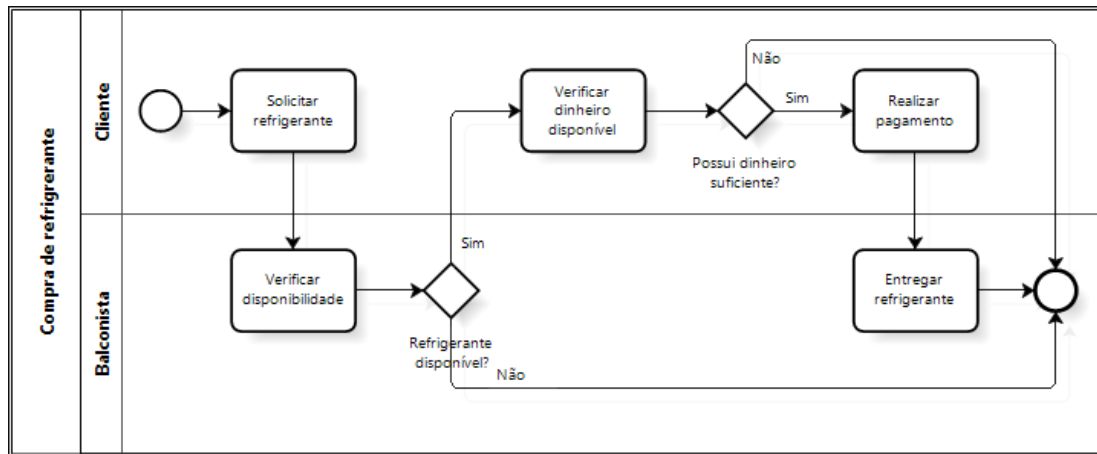 Compra de refrigrerante
Cliente
Solicitar
refrigerante
Verificar
dinheiro
disponível
Não
Sim
Possui dinheiro
suficiente?
Realizar
pagamento
Balconista
Verificar
disponibilidade
Sim
Refrigerante
disponível?
Não
Entregar
refrigerante